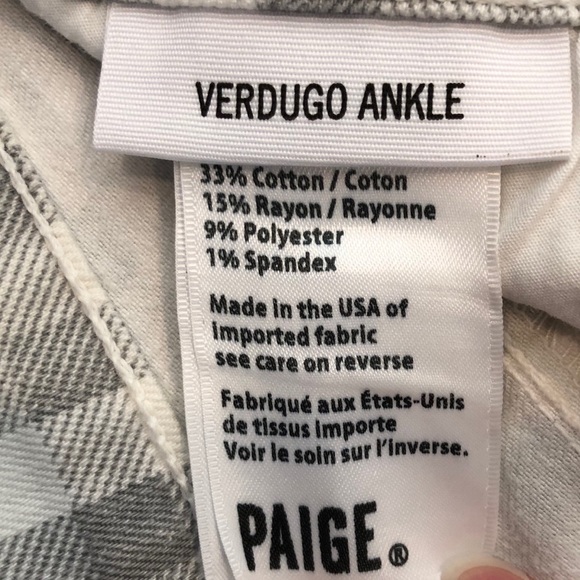 VERDUGO ANKLE
33% Cotton / Coton
15% Rayon / Rayonne
9% Polyester
1% Spandex
Made in the USA of
imported fabric
see care on reverse
Fabriqué aux États-Unis
de tissus importe
Voir le soin sur l'inverse.
PAIGE®